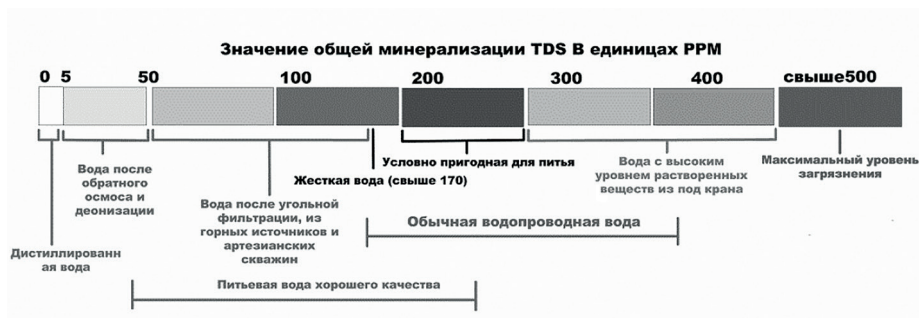 Значение общей минерализации TDS В единицах PPM
0 5 50 100 200 300 400 свыше500
Вода после
обратного
осмоса и
деонизации
Жесткая вода (свыше 170)
Условно пригодная для питья
Вода с высоким
уровнем растворенных
веществ из под крана
Максимальный уровень
загрязнения
Вода после угольной
фильтрации, из
горных источников и
артезианских
скважин
Обычная водопроводная вода
Дистиллированн
ая вода
Питьевая вода хорошего качества